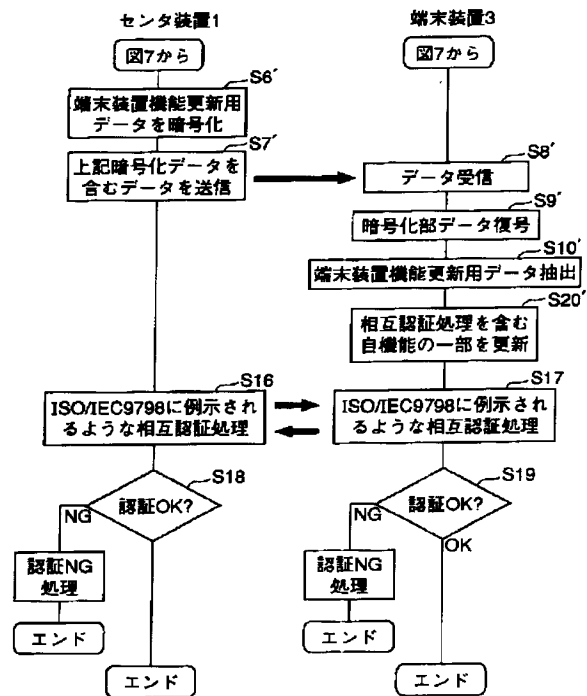 センタ装置1
図7から
S6′
端末装置機能更新用
データを暗号化
S7′
上記暗号化データを
含むデータを送信
S16
ISO/IEC9798に例示され
るような相互認証処理
S18
認証OK?
NG
認証NG
処理
エンド
エンド
端末装置3
図7から
S8′
データ受信
S9′
暗号化部データ復号
S10′
端末装置機能更新用データ抽出
S20′
相互認証処理を含む
自機能の一部を更新
S17
ISO/IEC9798に例示され
るような相互認証処理
S19
認証OK?
NG
OK
認証NG
処理
エンド
エンド